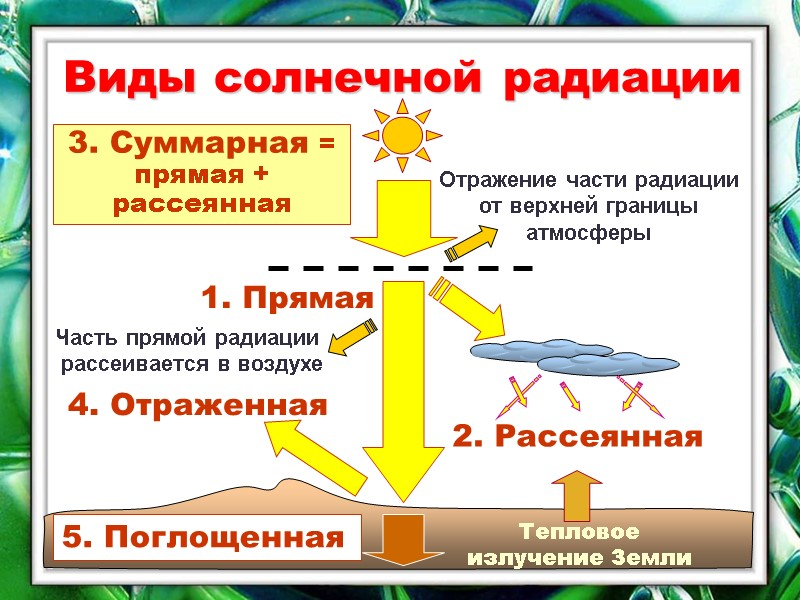 Виды солнечной радиации
3. Суммарная =
прямая +
рассеянная
Отражение части радиации
от верхней границы
атмосферы
1. Прямая
Часть прямой радиации
рассеивается в воздухе
4. Отраженная
2. Рассеянная
5. Поглощенная
Тепловое
излучение Земли